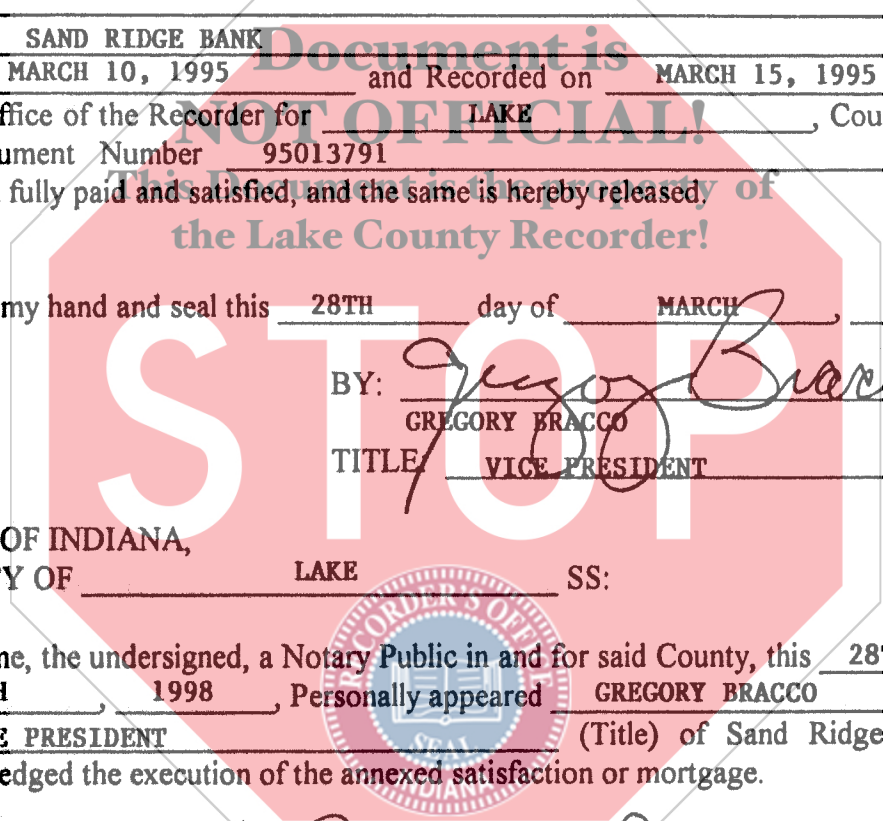 SAND RIDGE BANK
Document is
MARCH 10, 1995 and Recorded on MARCH 15, 1995
ffice of the Recorder for LAKE, Cou
NOT OFFICIAL!
ument Number 95013791
This Document is the property of
fully paid and satisfied, and the same is hereby released.
the Lake County Recorder!
my hand and seal this 28TH day of MARCH,
STOP
BY: Gregory Brac
GREGORY BRACCO
TITLE: VICE PRESIDENT
OF INDIANA,
Y OF LAKE SS:
RECORDER'S OFFICE
ne, the undersigned, a Notary Public in and for said County, this 28
H, 1998, Personally appeared GREGORY BRACCO
E PRESIDENT (Title) of Sand Ridge
SEAL
edged the execution of the annexed satisfaction or mortgage.
INDIANA